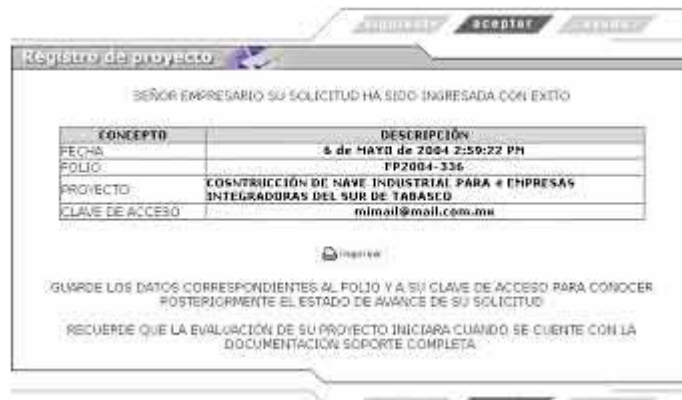 aceptar
Registro de proyecto
SEÑOR EMPRESARIO SU SOLICITUD HA SIDO INGRESADA CON EXITO
CONCEPTO DESCRIPCIÓN
FECHA 6 de MAYO de 2004 2:59:22 PM
FOLIO FP2004-336
PROYECTO COSNTRUCCIÓN DE NAVE INDUSTRIAL PARA 4 EMPRESAS
INTEGRADORAS DEL SUR DE TABASCO
CLAVE DE ACCESO mimail@mail.com.mx
Imprimir
GUARDE LOS DATOS CORRESPONDIENTES AL FOLIO Y A SU CLAVE DE ACCESO PARA CONOCER
POSTERIORMENTE EL ESTADO DE AVANCE DE SU SOLICITUD
RECUERDE QUE LA EVALUACIÓN DE SU PROYECTO INICIARA CUANDO SE CUENTE CON LA
DOCUMENTACIÓN SOPORTE COMPLETA